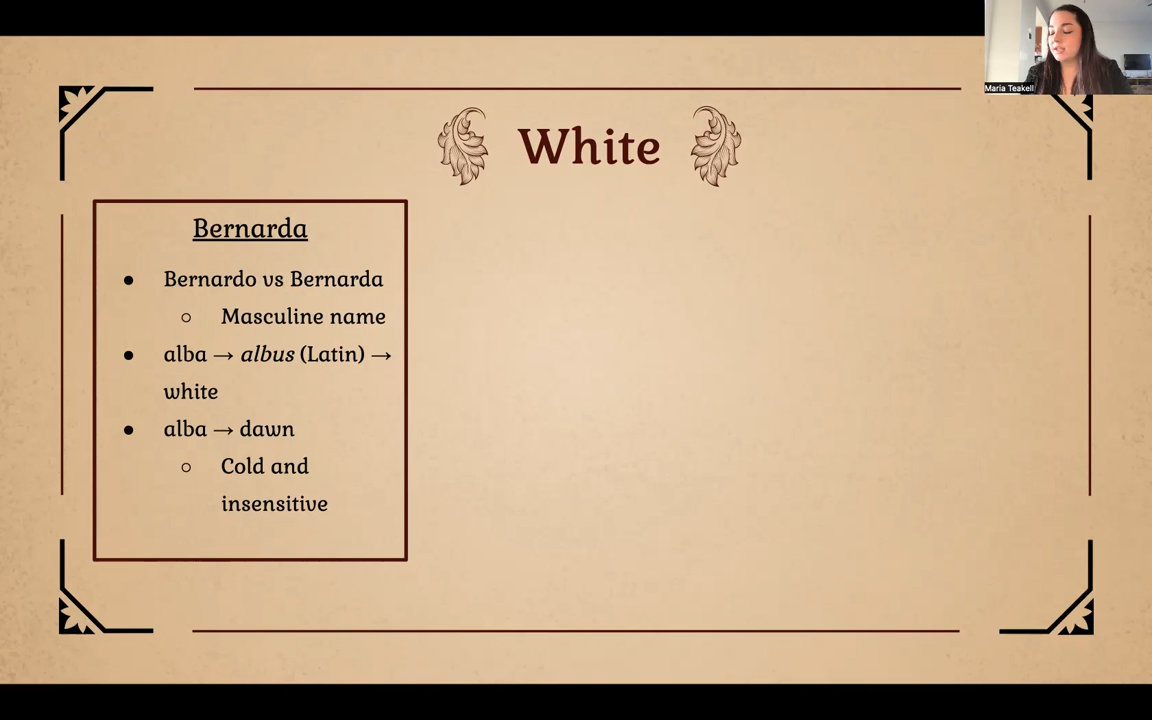 Maria Teakell
White
Bernarda
● Bernardo vs Bernarda
○ Masculine name
● alba → albus (Latin) →
white
● alba → dawn
○ Cold and
insensitive